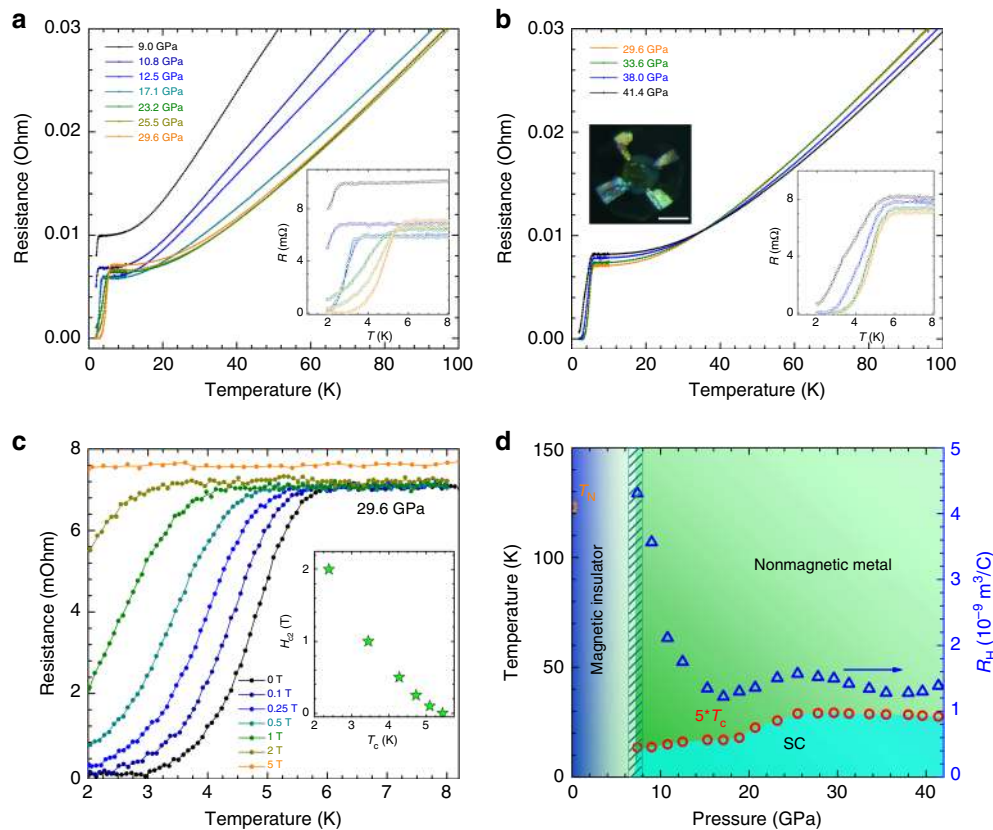 a
0.03
0.02
0.01
0.00
Resistance (Ohm)
9.0 GPa
10.8 GPa
12.5 GPa
17.1 GPa
23.2 GPa
25.5 GPa
29.6 GPa
8
4
0
R (mΩ)
2 4 6 8
T (K)
0 20 40 60 80 100
Temperature (K)
b
0.03
0.02
0.01
0.00
Resistance (Ohm)
29.6 GPa
33.6 GPa
38.0 GPa
41.4 GPa
8
4
0
R (mΩ)
2 4 6 8
T (K)
0 20 40 60 80 100
Temperature (K)
c
8
6
4
2
0
Resistance (mOhm)
29.6 GPa
0 T
0.1 T
0.25 T
0.5 T
1 T
2 T
5 T
2
1
0
Hc2 (T)
2 3 4 5
Tc (K)
2 3 4 5 6 7 8
Temperature (K)
d
150
100
50
0
Temperature (K)
TN
Magnetic insulator
Nonmagnetic metal
5*Tc
SC
5
4
3
2
1
0
RH (10⁻⁹ m³/C)
0 10 20 30 40
Pressure (GPa)